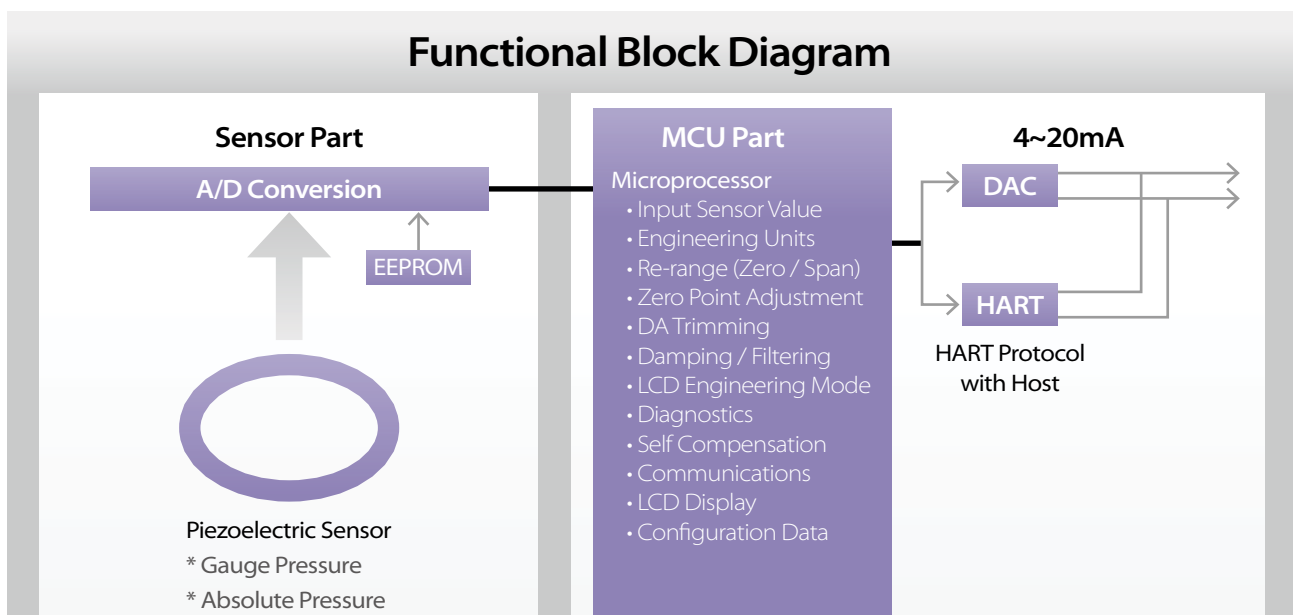 Functional Block Diagram
Sensor Part
A/D Conversion
EEPROM
Piezoelectric Sensor
* Gauge Pressure
* Absolute Pressure
MCU Part
Microprocessor
• Input Sensor Value
• Engineering Units
• Re-range (Zero / Span)
• Zero Point Adjustment
• DA Trimming
• Damping / Filtering
• LCD Engineering Mode
• Diagnostics
• Self Compensation
• Communications
• LCD Display
• Configuration Data
4~20mA
DAC
HART
HART Protocol
with Host